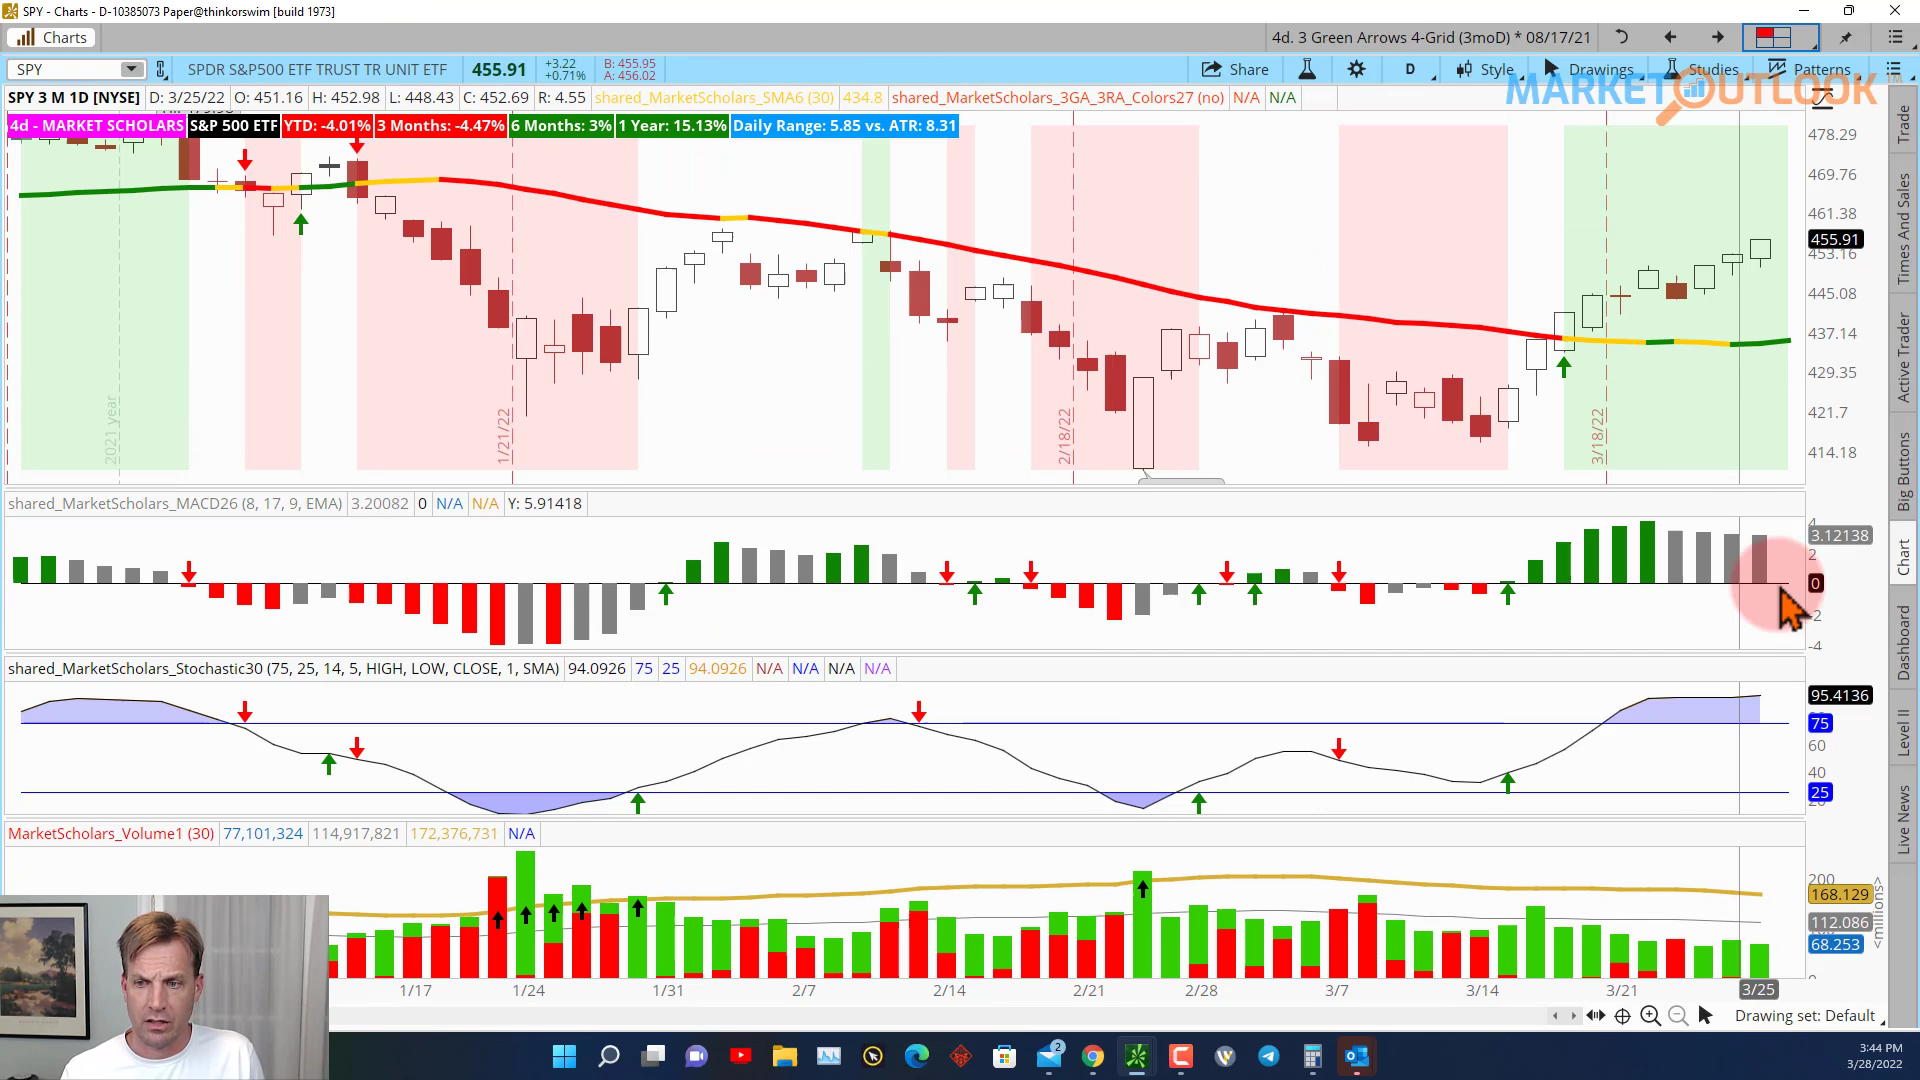 SPY - Charts - D-10385073 Paper@thinkorswim [build 1973]
Charts
4d. 3 Green Arrows 4-Grid (3moD) * 08/17/21
SPY SPDR S&P500 ETF TRUST TR UNIT ETF 455.91 +3.22 +0.71% B: 455.95 A: 456.02 Share D Style Drawings Studies Patterns
MARKET OUTLOOK
SPY 3 M 1D [NYSE] D: 3/25/22 O: 451.16 H: 452.98 L: 448.43 C: 452.69 R: 4.55 shared_MarketScholars_SMA6 (30) 434.8 shared_MarketScholars_3GA_3RA_Colors27 (no) N/A N/A
4d - MARKET SCHOLARS S&P 500 ETF YTD: -4.01% 3 Months: -4.47% 6 Months: 3% 1 Year: 15.13% Daily Range: 5.85 vs. ATR: 8.31
478.29
469.76
461.38
455.91
453.16
445.08
437.14
429.35
421.7
414.18
2021 year
1/21/22
2/18/22
3/18/22
shared_MarketScholars_MACD26 (8, 17, 9, EMA) 3.20082 0 N/A N/A Y: 5.91418
4
3.12138
2
0
-2
-4
shared_MarketScholars_Stochastic30 (75, 25, 14, 5, HIGH, LOW, CLOSE, 1, SMA) 94.0926 75 25 94.0926 N/A N/A N/A N/A
95.4136
75
60
40
25
MarketScholars_Volume1 (30) 77,101,324 114,917,821 172,376,731 N/A
200
168.129
112.086
68.253
0
<millions>
1/17 1/24 1/31 2/7 2/14 2/21 2/28 3/7 3/14 3/21 3/25
Drawing set: Default
Trade
Times And Sales
Active Trader
Big Buttons
Chart
Dashboard
Level II
Live News
2
3:44 PM
3/28/2022